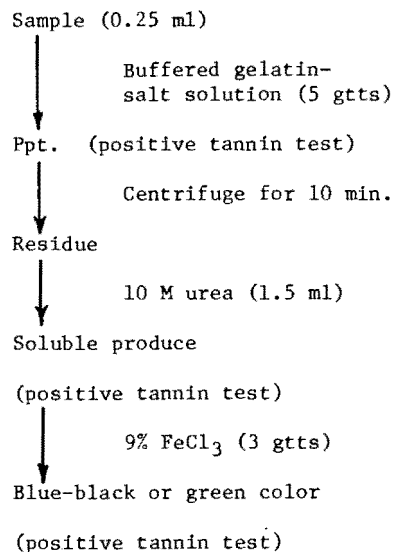 Sample (0.25 ml)
Buffered gelatin-
salt solution (5 gtts)
Ppt. (positive tannin test)
Centrifuge for 10 min.
Residue
10 M urea (1.5 ml)
Soluble produce
(positive tannin test)
9% FeCl3 (3 gtts)
Blue-black or green color
(positive tannin test)